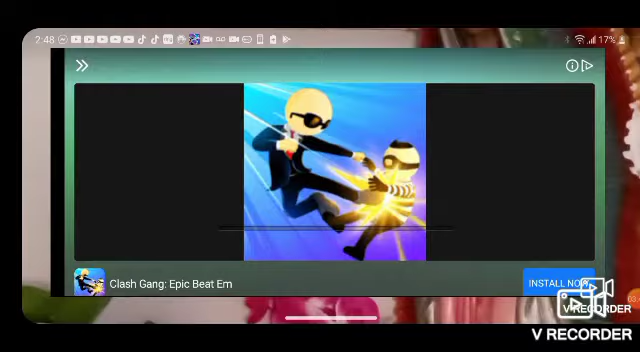 2:48
17%
Clash Gang: Epic Beat Em
INSTALL NOW
V RECORDER
V RECORDER